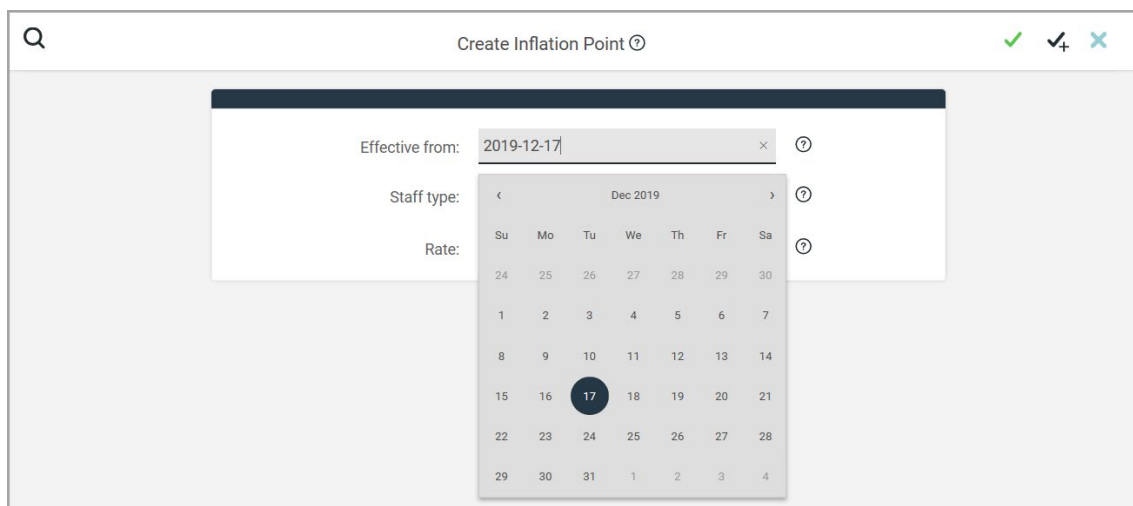 Create Inflation Point ?
Effective from: 2019-12-17 × ?
Staff type: ?
‹ Dec 2019 ›
Su Mo Tu We Th Fr Sa
Rate: ?
24 25 26 27 28 29 30
1 2 3 4 5 6 7
8 9 10 11 12 13 14
15 16 17 18 19 20 21
22 23 24 25 26 27 28
29 30 31 1 2 3 4